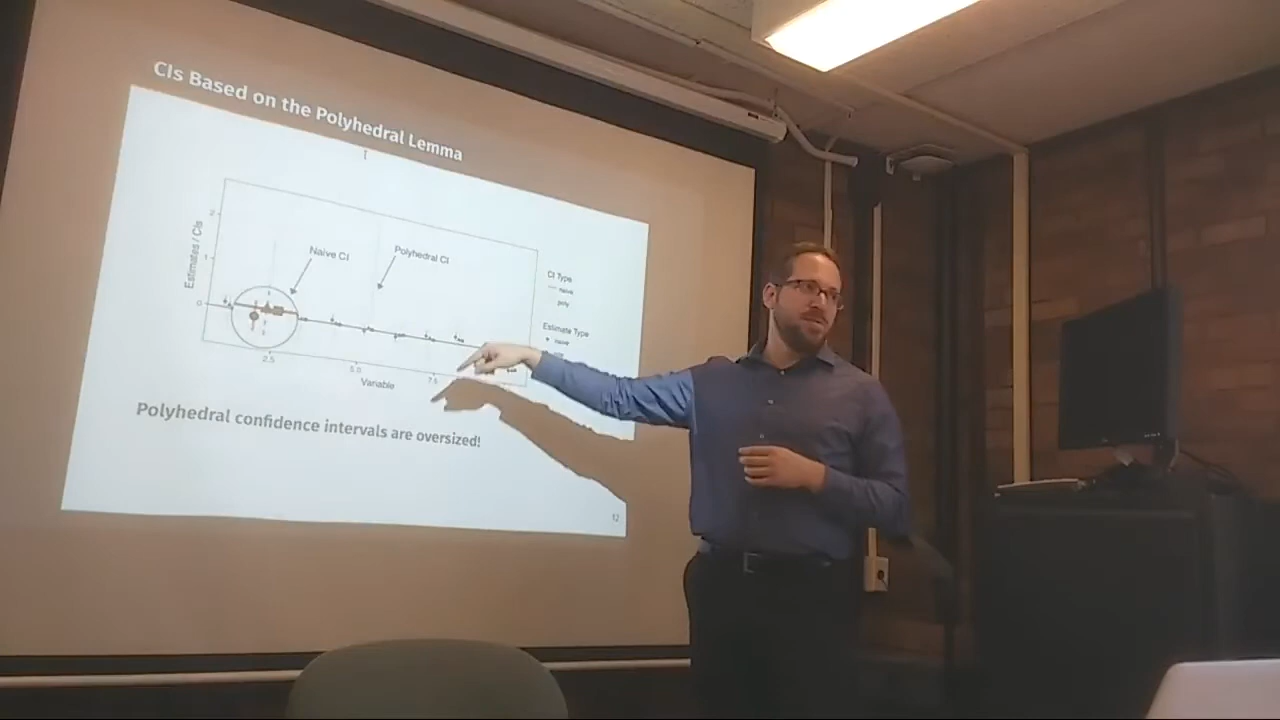 CIs Based on the Polyhedral Lemma
Estimates / CIs
2
1
0
Naive CI
Polyhedral CI
CI Type
naive
poly
Estimate Type
naive
2.5
5.0
7.5
Variable
Polyhedral confidence intervals are oversized!
12